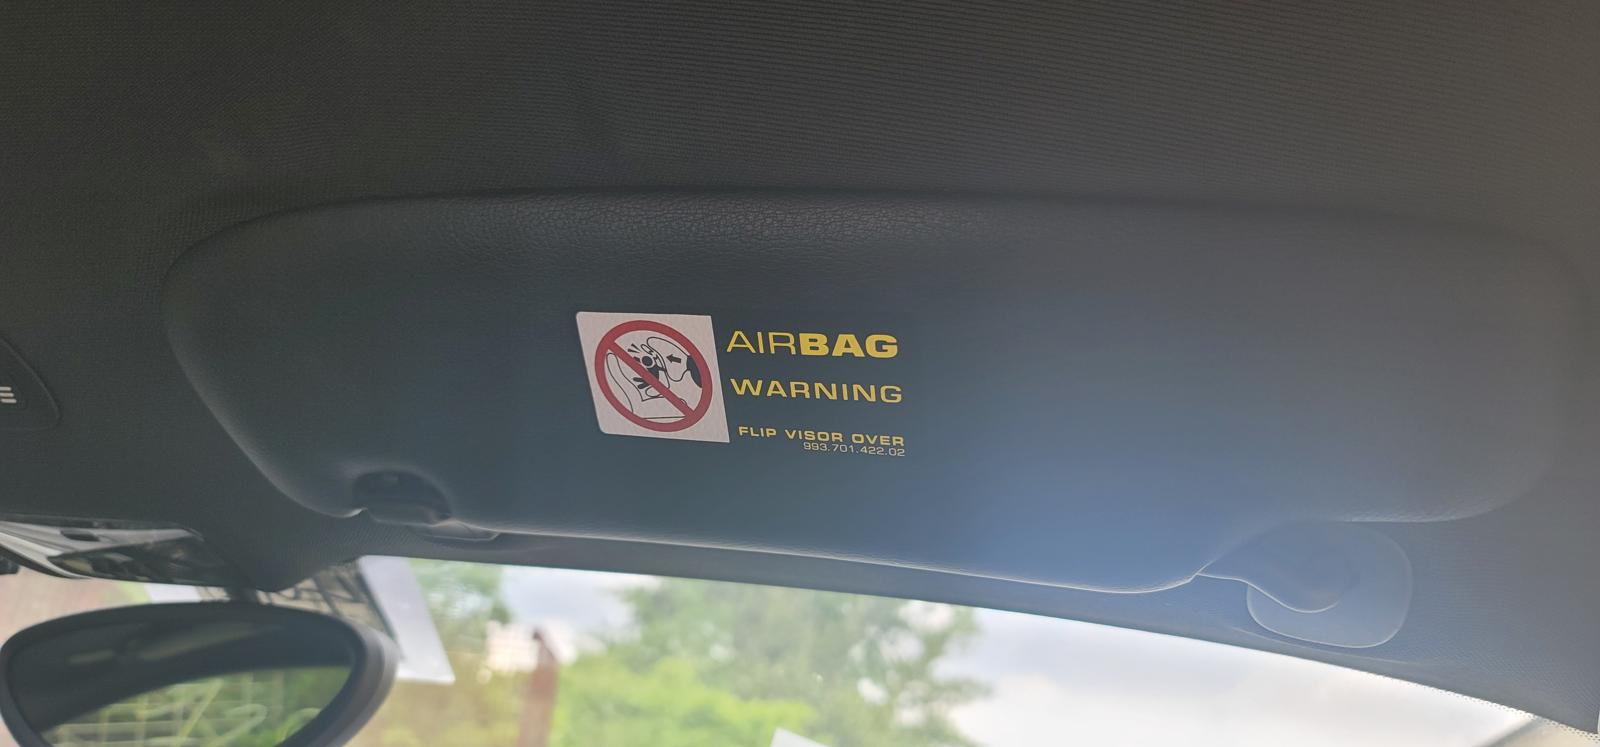 AIRBAG
WARNING
FLIP VISOR OVER
993.701.422.02